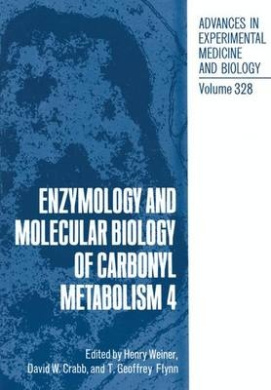 ADVANCES IN
EXPERIMENTAL
MEDICINE
AND BIOLOGY
Volume 328
ENZYMOLOGY AND
MOLECULAR BIOLOGY
OF CARBONYL
METABOLISM 4
Edited by Henry Weiner,
David W. Crabb, and T. Geoffrey Flynn